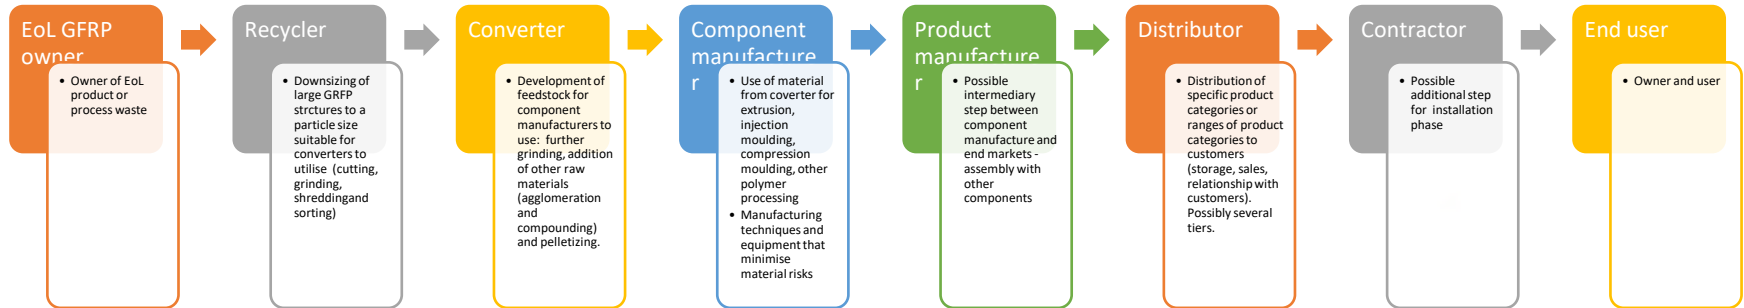 EoL GFRP
owner
• Owner of EoL
product or
process waste
Recycler
• Downsizing of
large GRFP
strctures to a
particle size
suitable for
converters to
utilise (cutting,
grinding,
shreddingand
sorting)
Converter
• Development of
feedstock for
component
manufacturers to
use: further
grinding, addition
of other raw
materials
(agglomeration
and
compounding)
and pelletizing.
Component
manufacture
r
• Use of material
from coverter for
extrusion,
injection
moulding,
compression
moulding, other
polymer
processing
• Manufacturing
techniques and
equipment that
minimise
material risks
Product
manufacture
r
• Possible
intermediary
step between
component
manufacture and
end markets -
assembly with
other
components
Distributor
• Distribution of
specific product
categories or
ranges of product
categories to
customers
(storage, sales,
relationship with
customers).
Possibly several
tiers.
Contractor
• Possible
additional step
for installation
phase
End user
• Owner and user